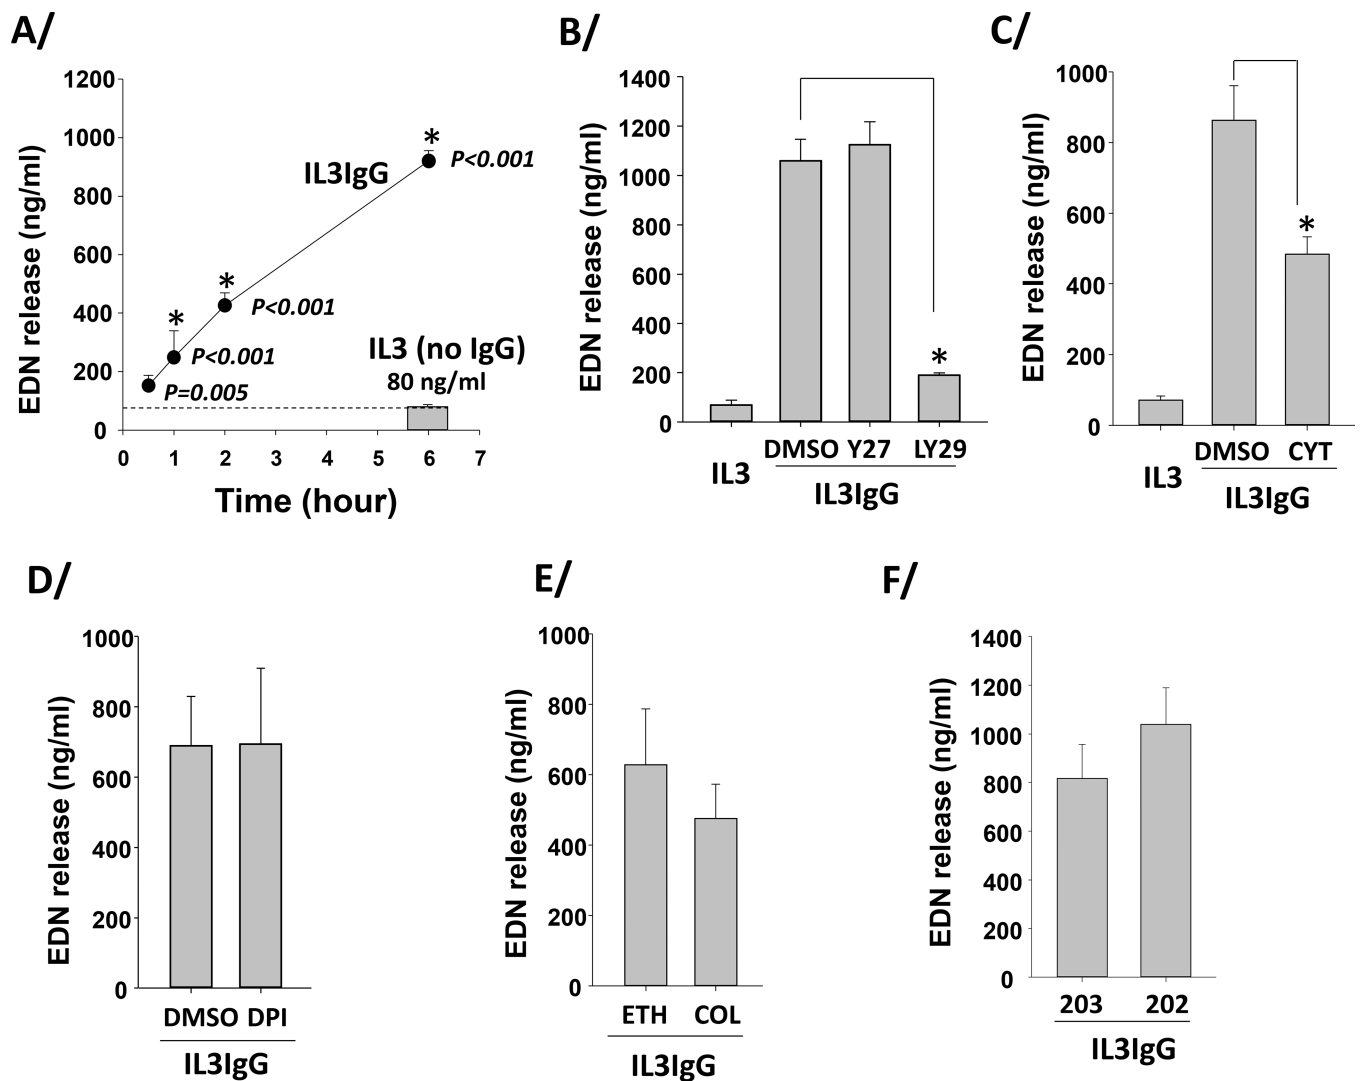 A/
EDN release (ng/ml)
1200
1000
800
600
400
200
0
IL3IgG
*
P<0.001
*
P<0.001
*
P<0.001
P=0.005
IL3 (no IgG)
80 ng/ml
0 1 2 3 4 5 6 7
Time (hour)
B/
EDN release (ng/ml)
1400
1200
1000
800
600
400
200
0
*
IL3
DMSO Y27 LY29
IL3IgG
C/
EDN release (ng/ml)
1000
800
600
400
200
0
*
IL3
DMSO CYT
IL3IgG
D/
EDN release (ng/ml)
1000
800
600
400
200
0
DMSO DPI
IL3IgG
E/
EDN release (ng/ml)
1000
800
600
400
200
0
ETH COL
IL3IgG
F/
EDN release (ng/ml)
1400
1200
1000
800
600
400
200
0
203 202
IL3IgG